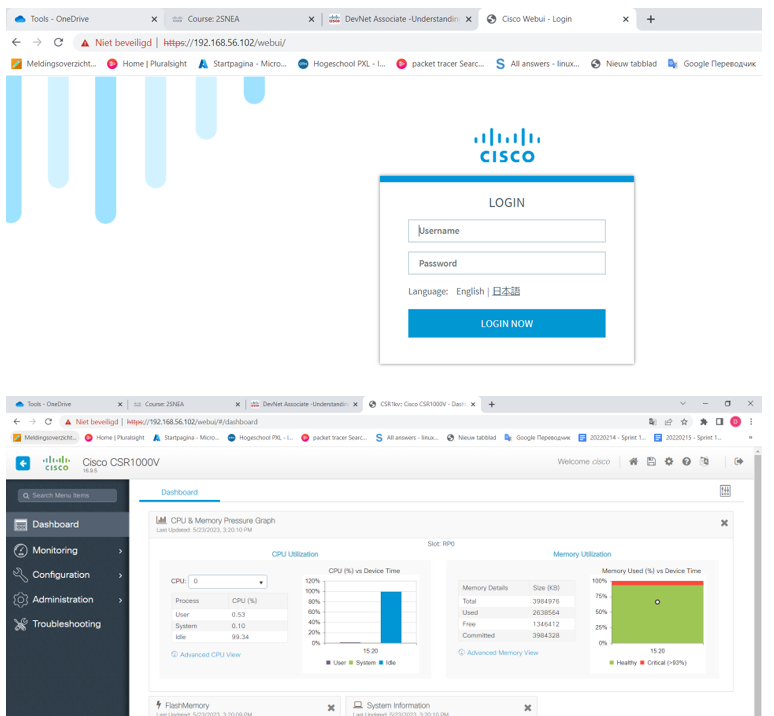 Tools - OneDrive
Course: 2SNEA
DevNet Associate -Understanding
Cisco Webui - Login
Niet beveiligd | https://192.168.56.102/webui/
Meldingsoverzicht...
Home | Pluralsight
Startpagina - Micro...
Hogeschool PXL - I...
packet tracer Searc...
All answers - linux...
Nieuw tabblad
Google Переводчик
CISCO
LOGIN
Username
Password
Language: English | 日本語
LOGIN NOW
Tools - OneDrive
Course: 2SNEA
DevNet Associate -Understandin
CSR1kv: Cisco CSR1000V - Dash
Niet beveiligd | https://192.168.56.102/webui/#/dashboard
Meldingsoverzicht...
Home | Pluralsight
Startpagina - Micro...
Hogeschool PXL - I...
packet tracer Searc...
All answers - linux...
Nieuw tabblad
Google Переводчик
20220214 - Sprint 1...
20220215 - Sprint 1...
»
CISCO
Cisco CSR1000V
16.9.5
Welcome cisco
Search Menu Items
Dashboard
Monitoring
Configuration
Administration
Troubleshooting
Dashboard
CPU & Memory Pressure Graph
Last Updated: 5/23/2023, 3:20:10 PM
Slot: RP0
CPU Utilization
CPU: 0
Process CPU (%)
User 0.53
System 0.10
Idle 99.34
Advanced CPU View
CPU (%) vs Device Time
120%
100%
80%
60%
40%
20%
0%
15:20
User System Idle
Memory Utilization
Memory Details Size (KB)
Total 3984976
Used 2638564
Free 1346412
Committed 3984328
Advanced Memory View
Memory Used (%) vs Device Time
100%
75%
50%
25%
0%
15:20
Healthy Critical (>93%)
FlashMemory
Last Updated: 5/23/2023, 3:20:09 PM
System Information
Last Updated: 5/23/2023, 3:20:10 PM